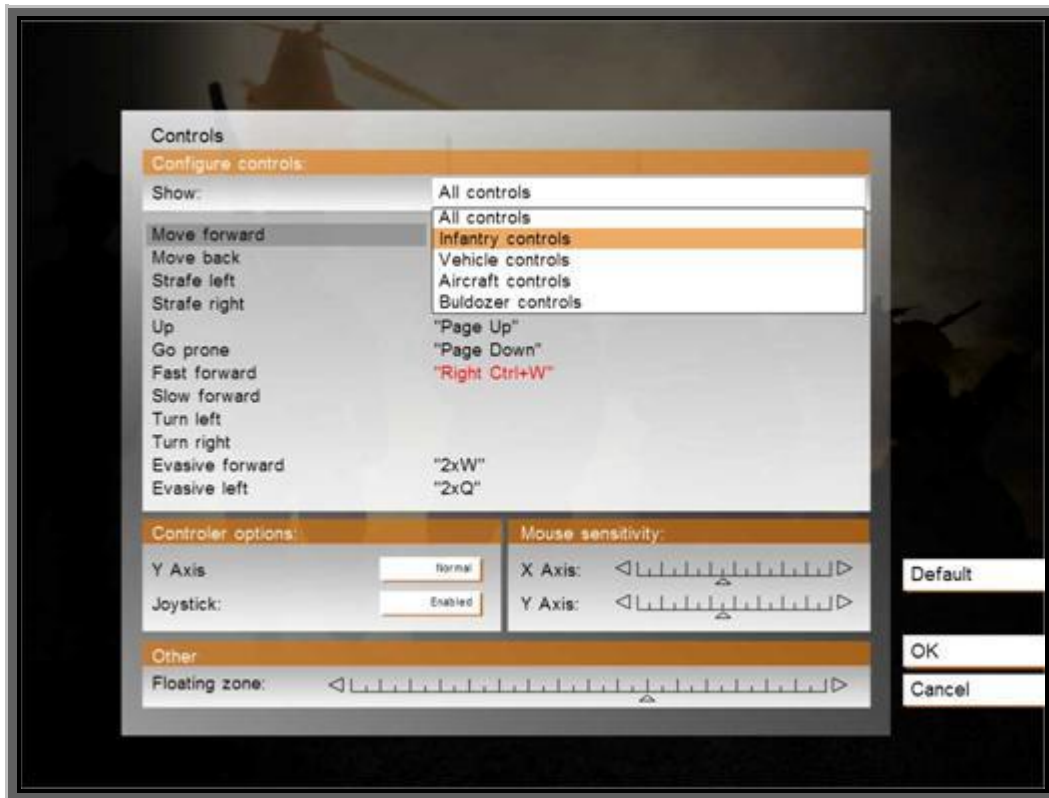 Controls
Configure controls:
Show: All controls
All controls
Move forward Infantry controls
Move back Vehicle controls
Strafe left Aircraft controls
Strafe right Buldozer controls
Up "Page Up"
Go prone "Page Down"
Fast forward "Right Ctrl+W"
Slow forward
Turn left
Turn right
Evasive forward "2xW"
Evasive left "2xQ"
Controler options: Mouse sensitivity:
Y Axis Normal X Axis:
Joystick: Enabled Y Axis:
Default
Other
Floating zone:
OK
Cancel